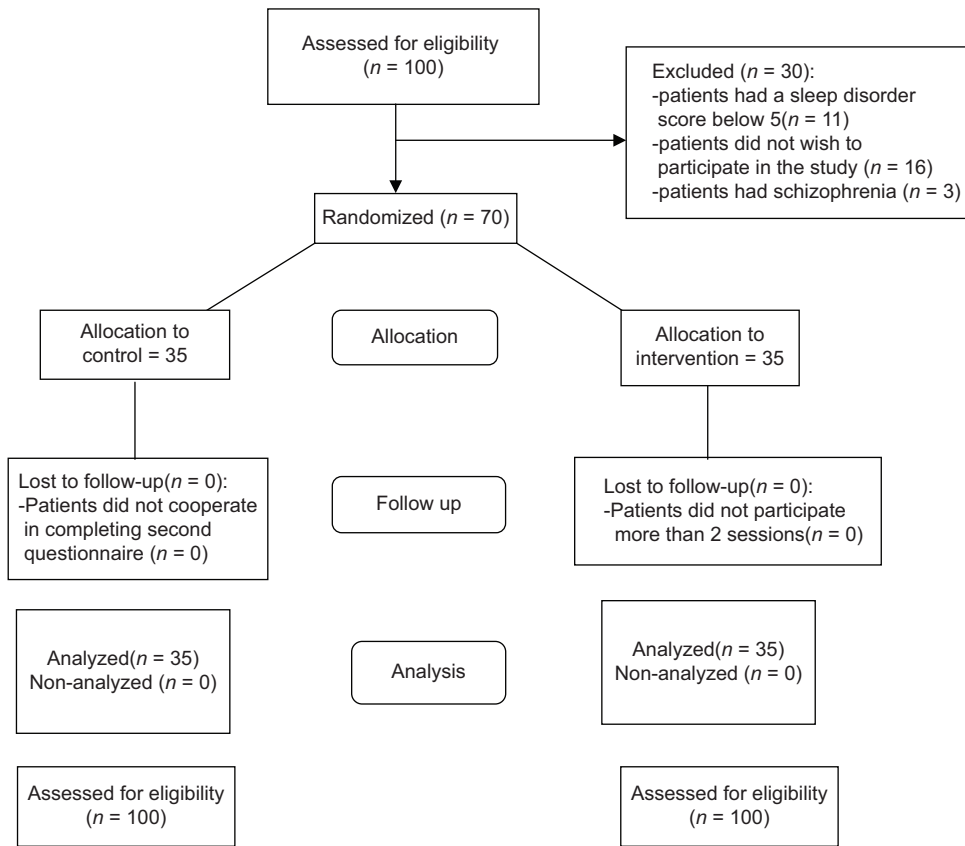 Assessed for eligibility
(n = 100)
Excluded (n = 30):
-patients had a sleep disorder
score below 5(n = 11)
-patients did not wish to
participate in the study (n = 16)
-patients had schizophrenia (n = 3)
Randomized (n = 70)
Allocation to
control = 35
Allocation
Allocation to
intervention = 35
Lost to follow-up(n = 0):
-Patients did not cooperate
in completing second
questionnaire (n = 0)
Follow up
Lost to follow-up(n = 0):
-Patients did not participate
more than 2 sessions(n = 0)
Analyzed(n = 35)
Non-analyzed (n = 0)
Analysis
Analyzed(n = 35)
Non-analyzed (n = 0)
Assessed for eligibility
(n = 100)
Assessed for eligibility
(n = 100)